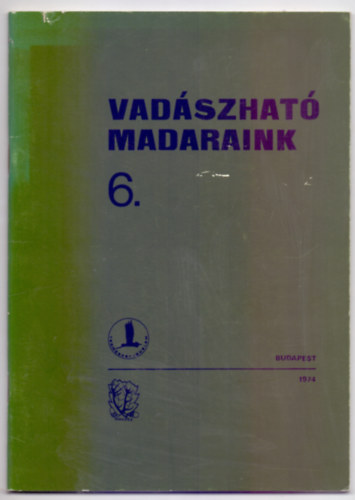 VADÁSZHATÓ
MADARAINK
6.
BUDAPEST
1974